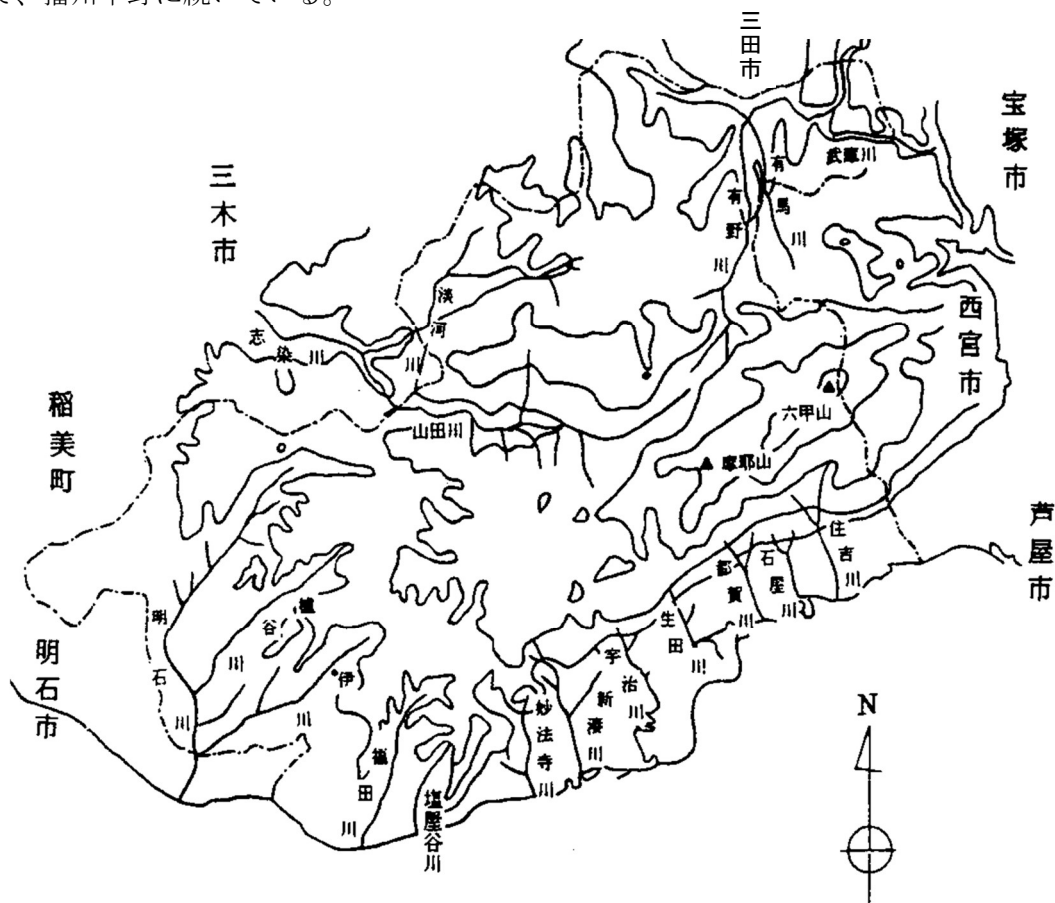 、播州平野に続いている。
三田市
宝塚市
三木市
武庫川
有馬川
有野川
淡河川
志染川
西宮市
稲美町
六甲山
山田川
摩耶山
芦屋市
住吉川
石屋川
都賀川
生田川
明石川
櫨谷川
伊川
宇治川
新湊川
妙法寺川
明石市
福田川
塩屋谷川
N